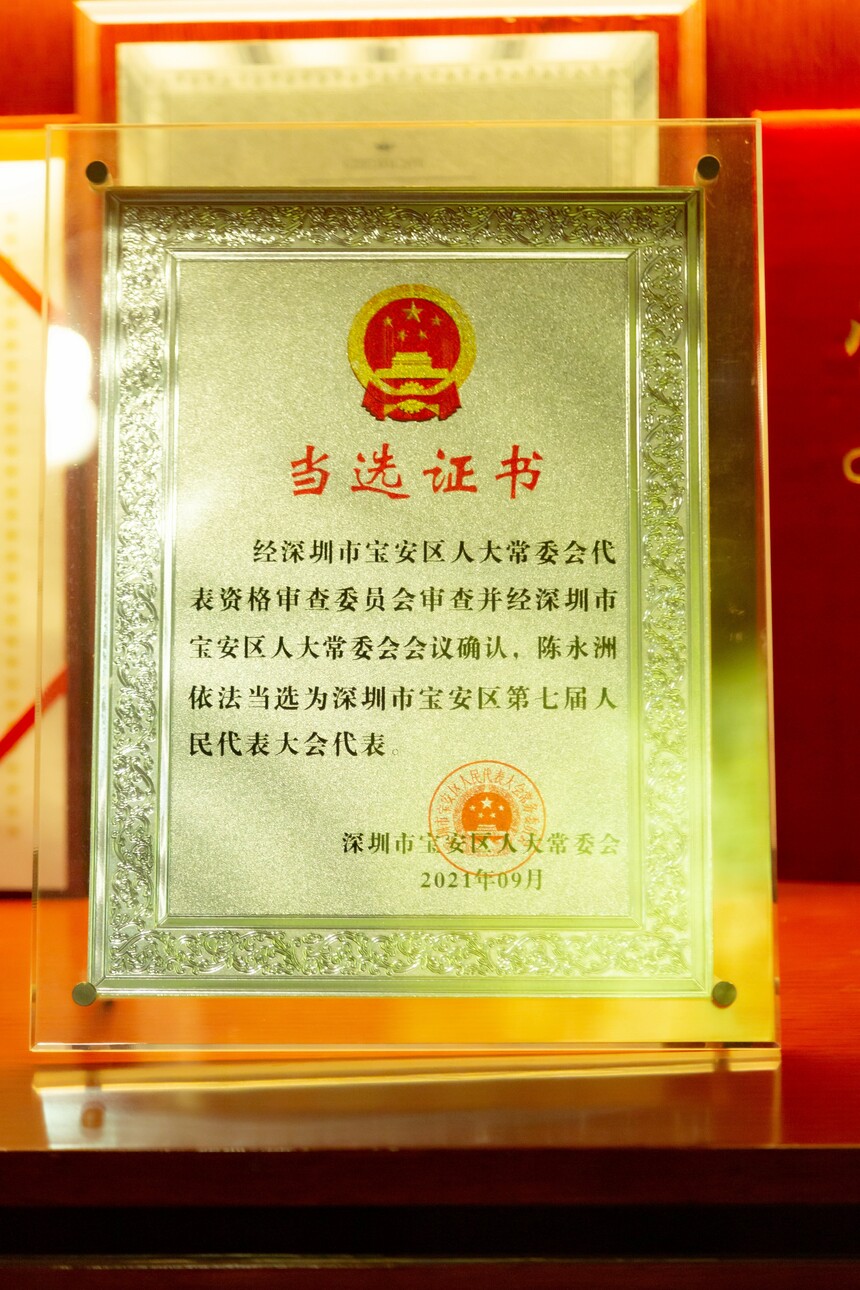 当选证书
经深圳市宝安区人大常委会代
表资格审查委员会审查并经深圳市
宝安区人大常委会会议确认，陈永洲
依法当选为深圳市宝安区第七届人
民代表大会代表。
深圳市宝安区人大常委会
2021年09月